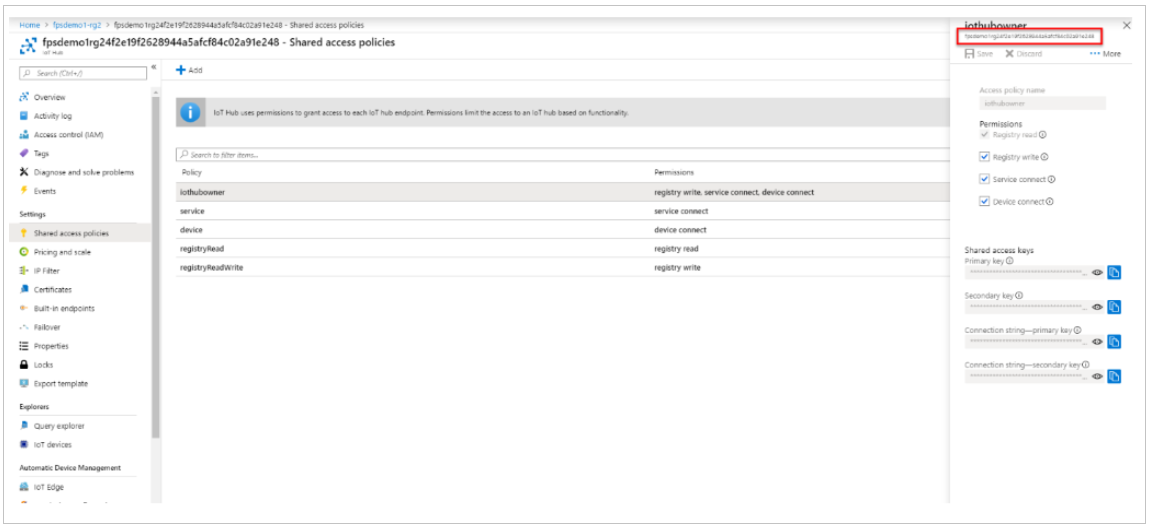 Home > fpsdemo1-rg2 > fpsdemo1rg24f2e19f2628944a5afcf84c02a91e248 - Shared access policies
fpsdemo1rg24f2e19f2628944a5afcf84c02a91e248 - Shared access policies
IoT Hub
Search (Ctrl+/)
«
Overview
Activity log
Access control (IAM)
Tags
Diagnose and solve problems
Events
Settings
Shared access policies
Pricing and scale
IP Filter
Certificates
Built-in endpoints
Failover
Properties
Locks
Export template
Explorers
Query explorer
IoT devices
Automatic Device Management
IoT Edge
+ Add
IoT Hub uses permissions to grant access to each IoT hub endpoint. Permissions limit the access to an IoT hub based on functionality.
Search to filter items...
Policy Permissions
iothubowner registry write, service connect, device connect
service service connect
device device connect
registryRead registry read
registryReadWrite registry write
iothubowner
fpsdemo1rg24f2e19f2628944a5afcf84c02a91e248
Save Discard ••• More
Access policy name
iothubowner
Permissions
Registry read
Registry write
Service connect
Device connect
Shared access keys
Primary key
Secondary key
Connection string—primary key
Connection string—secondary key